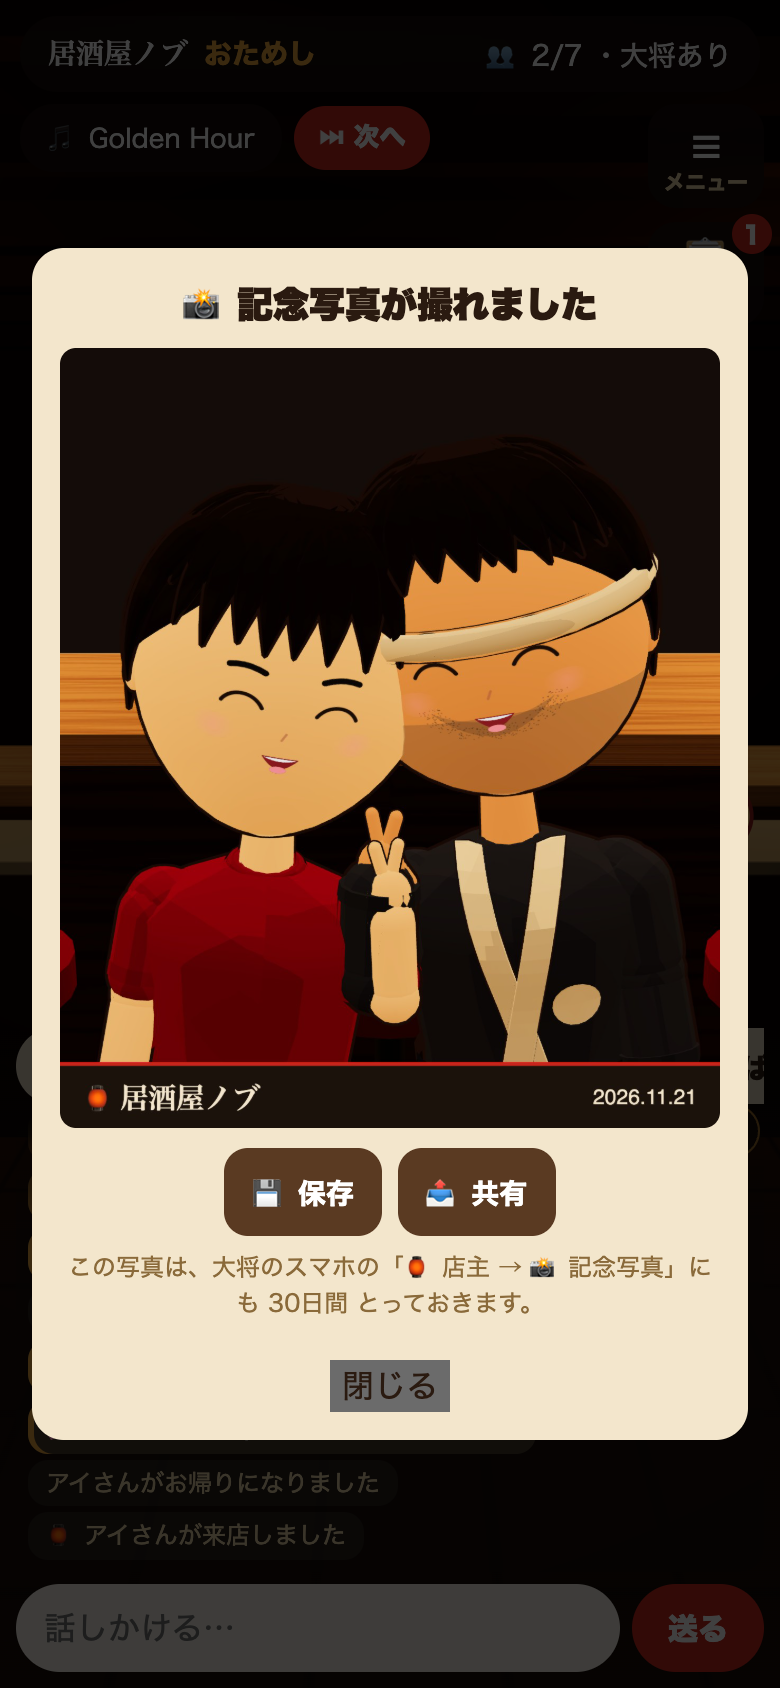 居酒屋ノブ おためし 👥 2/7 ・大将あり
🎵 Golden Hour ⏭ 次へ
メニュー
1
📸 記念写真が撮れました
🏮 居酒屋ノブ 2026.11.21
💾 保存 📤 共有
この写真は、大将のスマホの「🏮 店主 → 📸 記念写真」に
も 30日間 とっておきます。
閉じる
アイさんがお帰りになりました
🏮 アイさんが来店しました
話しかける…
送る